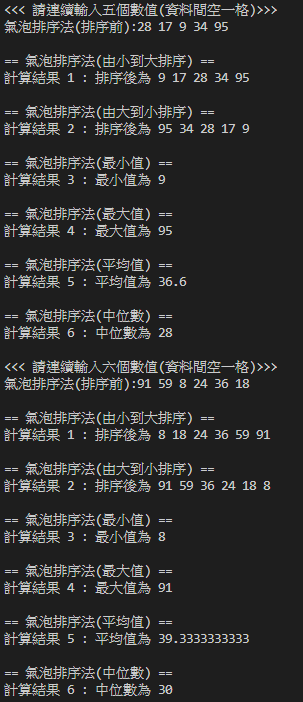 <<< 請連續輸入五個數值(資料間空一格)>>>
氣泡排序法(排序前):28 17 9 34 95
== 氣泡排序法(由小到大排序) ==
計算結果 1 : 排序後為 9 17 28 34 95
== 氣泡排序法(由大到小排序) ==
計算結果 2 : 排序後為 95 34 28 17 9
== 氣泡排序法(最小值) ==
計算結果 3 : 最小值為 9
== 氣泡排序法(最大值) ==
計算結果 4 : 最大值為 95
== 氣泡排序法(平均值) ==
計算結果 5 : 平均值為 36.6
== 氣泡排序法(中位數) ==
計算結果 6 : 中位數為 28
<<< 請連續輸入六個數值(資料間空一格)>>>
氣泡排序法(排序前):91 59 8 24 36 18
== 氣泡排序法(由小到大排序) ==
計算結果 1 : 排序後為 8 18 24 36 59 91
== 氣泡排序法(由大到小排序) ==
計算結果 2 : 排序後為 91 59 36 24 18 8
== 氣泡排序法(最小值) ==
計算結果 3 : 最小值為 8
== 氣泡排序法(最大值) ==
計算結果 4 : 最大值為 91
== 氣泡排序法(平均值) ==
計算結果 5 : 平均值為 39.3333333333
== 氣泡排序法(中位數) ==
計算結果 6 : 中位數為 30